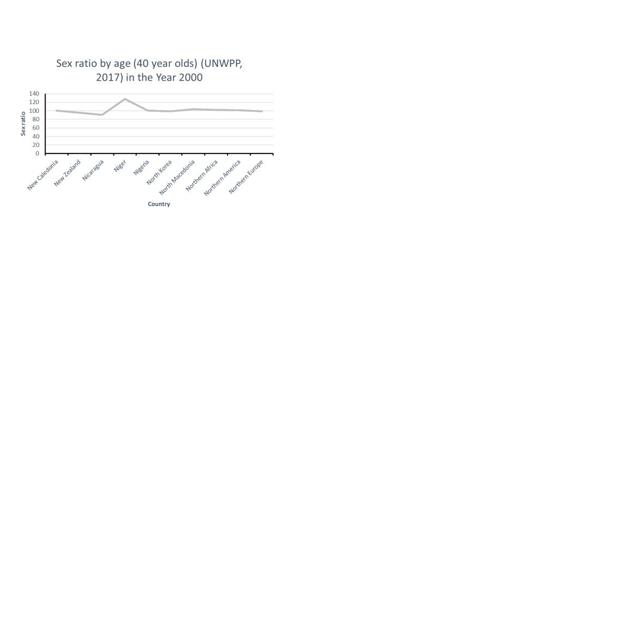 Sex ratio by age (40 year olds) (UNWPP,
2017) in the Year 2000
140
120
100
80
60
40
20
0
Sex ratio
New Caledonia
New Zealand
Nicaragua
Niger
Nigeria
North Korea
North Macedonia
Northern Africa
Northern America
Northern Europe
Country